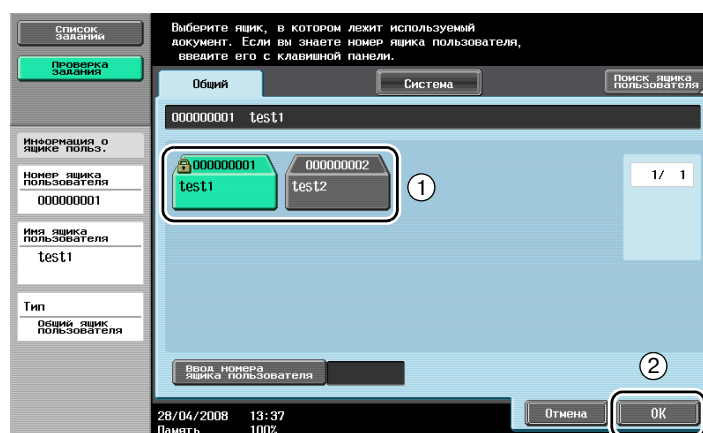 Список
заданий
Проверка
задания
Выберите ящик, в котором лежит используемый
документ. Если вы знаете номер ящика пользователя,
введите его с клавишной панели.
Общий
Система
Поиск ящика
пользователя
000000001 test1
Информация о
ящике польз.
Номер ящика
пользователя
000000001
Имя ящика
пользователя
test1
Тип
Общий ящик
пользователя
000000001
test1
000000002
test2
1
1/ 1
Ввод номера
ящика пользователя
2
Отмена
OK
28/04/2008 13:37
Память 100%